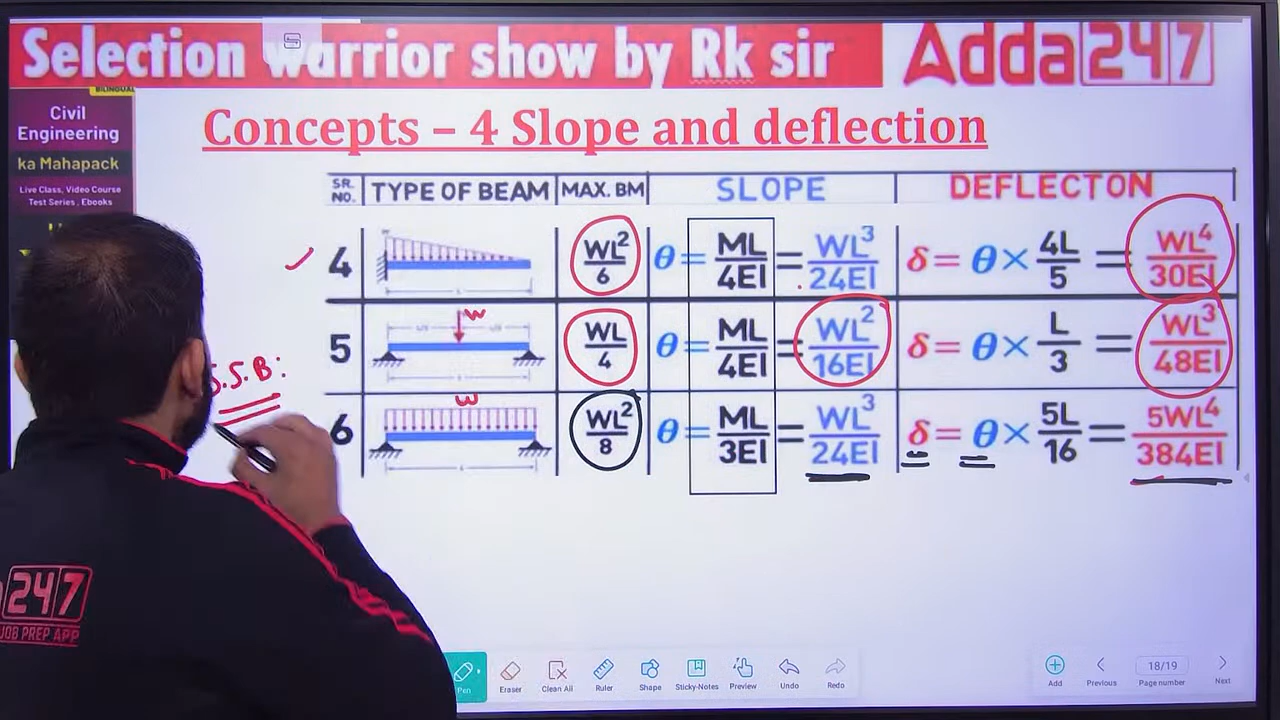 Selection warrior show by Rk sir
Adda247
BILINGUAL
Civil
Engineering
ka Mahapack
Live Class, Video Course
Test Series, Ebooks
Concepts – 4 Slope and deflection
SR. NO. TYPE OF BEAM MAX. BM SLOPE DEFLECTON
4 WL²/6 θ = ML/4EI = WL³/24EI δ = θ × 4L/5 = WL⁴/30EI
W
5 WL/4 θ = ML/4EI = WL²/16EI δ = θ × L/3 = WL³/48EI
S.S.B:
W
6 WL²/8 θ = ML/3EI = WL³/24EI δ = θ × 5L/16 = 5WL⁴/384EI
247
JOB PREP APP
Pen Eraser Clean All Ruler Shape Sticky-Notes Preview Undo Redo
Add Previous 18/19 Page number Next